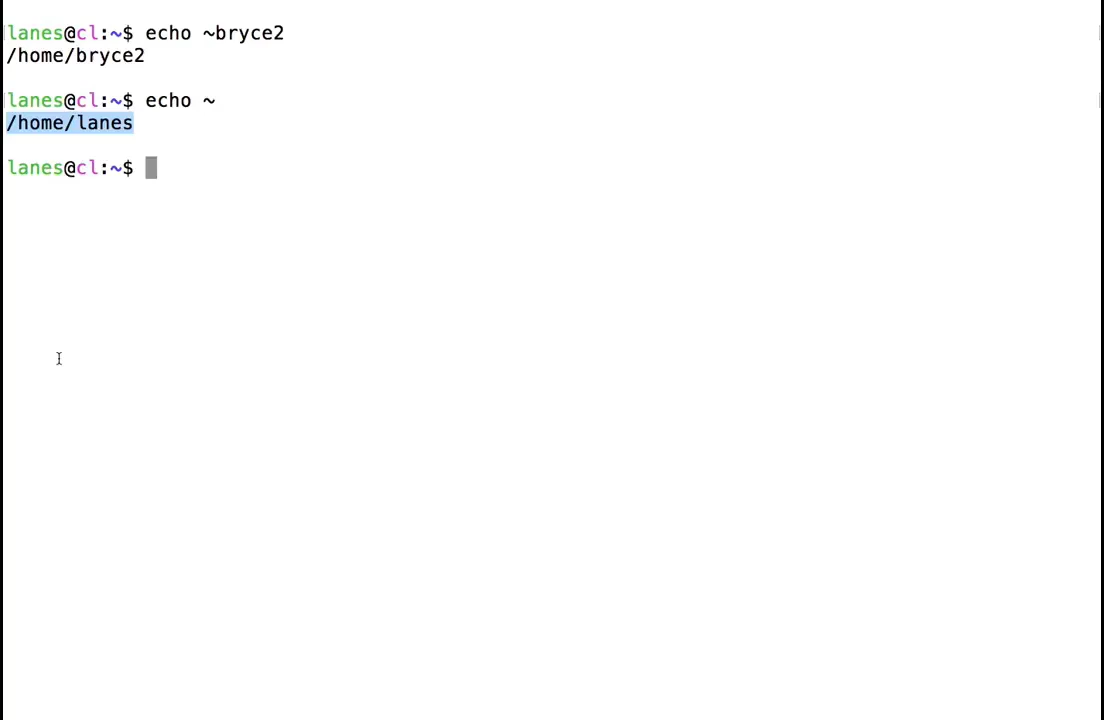 lanes@cl:~$ echo ~bryce2
/home/bryce2
lanes@cl:~$ echo ~
/home/lanes
lanes@cl:~$